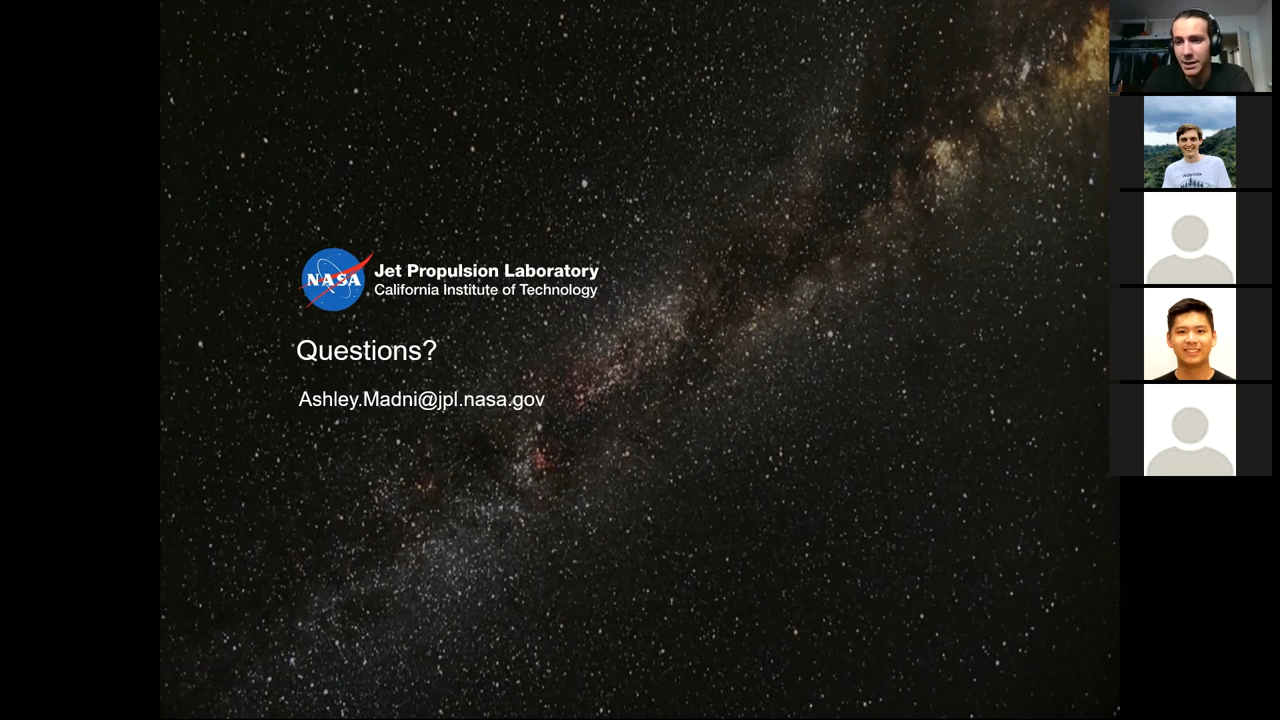 NASA
Jet Propulsion Laboratory
California Institute of Technology
Questions?
Ashley.Madni@jpl.nasa.gov